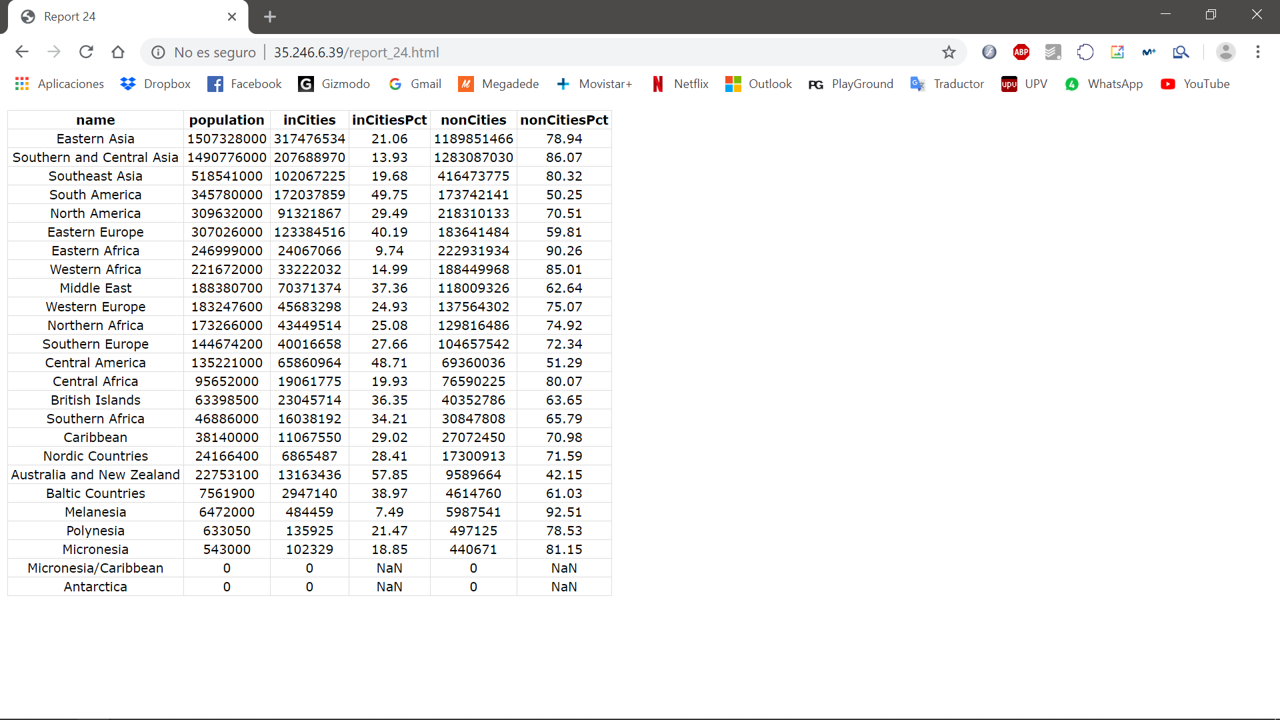 Report 24
No es seguro 35.246.6.39/report_24.html
ABP
Aplicaciones Dropbox Facebook G Gizmodo G Gmail Megadede Movistar+ Netflix Outlook PG PlayGround Traductor upv UPV 4 WhatsApp YouTube
name population inCities inCitiesPct nonCities nonCitiesPct
Eastern Asia 1507328000 317476534 21.06 1189851466 78.94
Southern and Central Asia 1490776000 207688970 13.93 1283087030 86.07
Southeast Asia 518541000 102067225 19.68 416473775 80.32
South America 345780000 172037859 49.75 173742141 50.25
North America 309632000 91321867 29.49 218310133 70.51
Eastern Europe 307026000 123384516 40.19 183641484 59.81
Eastern Africa 246999000 24067066 9.74 222931934 90.26
Western Africa 221672000 33222032 14.99 188449968 85.01
Middle East 188380700 70371374 37.36 118009326 62.64
Western Europe 183247600 45683298 24.93 137564302 75.07
Northern Africa 173266000 43449514 25.08 129816486 74.92
Southern Europe 144674200 40016658 27.66 104657542 72.34
Central America 135221000 65860964 48.71 69360036 51.29
Central Africa 95652000 19061775 19.93 76590225 80.07
British Islands 63398500 23045714 36.35 40352786 63.65
Southern Africa 46886000 16038192 34.21 30847808 65.79
Caribbean 38140000 11067550 29.02 27072450 70.98
Nordic Countries 24166400 6865487 28.41 17300913 71.59
Australia and New Zealand 22753100 13163436 57.85 9589664 42.15
Baltic Countries 7561900 2947140 38.97 4614760 61.03
Melanesia 6472000 484459 7.49 5987541 92.51
Polynesia 633050 135925 21.47 497125 78.53
Micronesia 543000 102329 18.85 440671 81.15
Micronesia/Caribbean 0 0 NaN 0 NaN
Antarctica 0 0 NaN 0 NaN